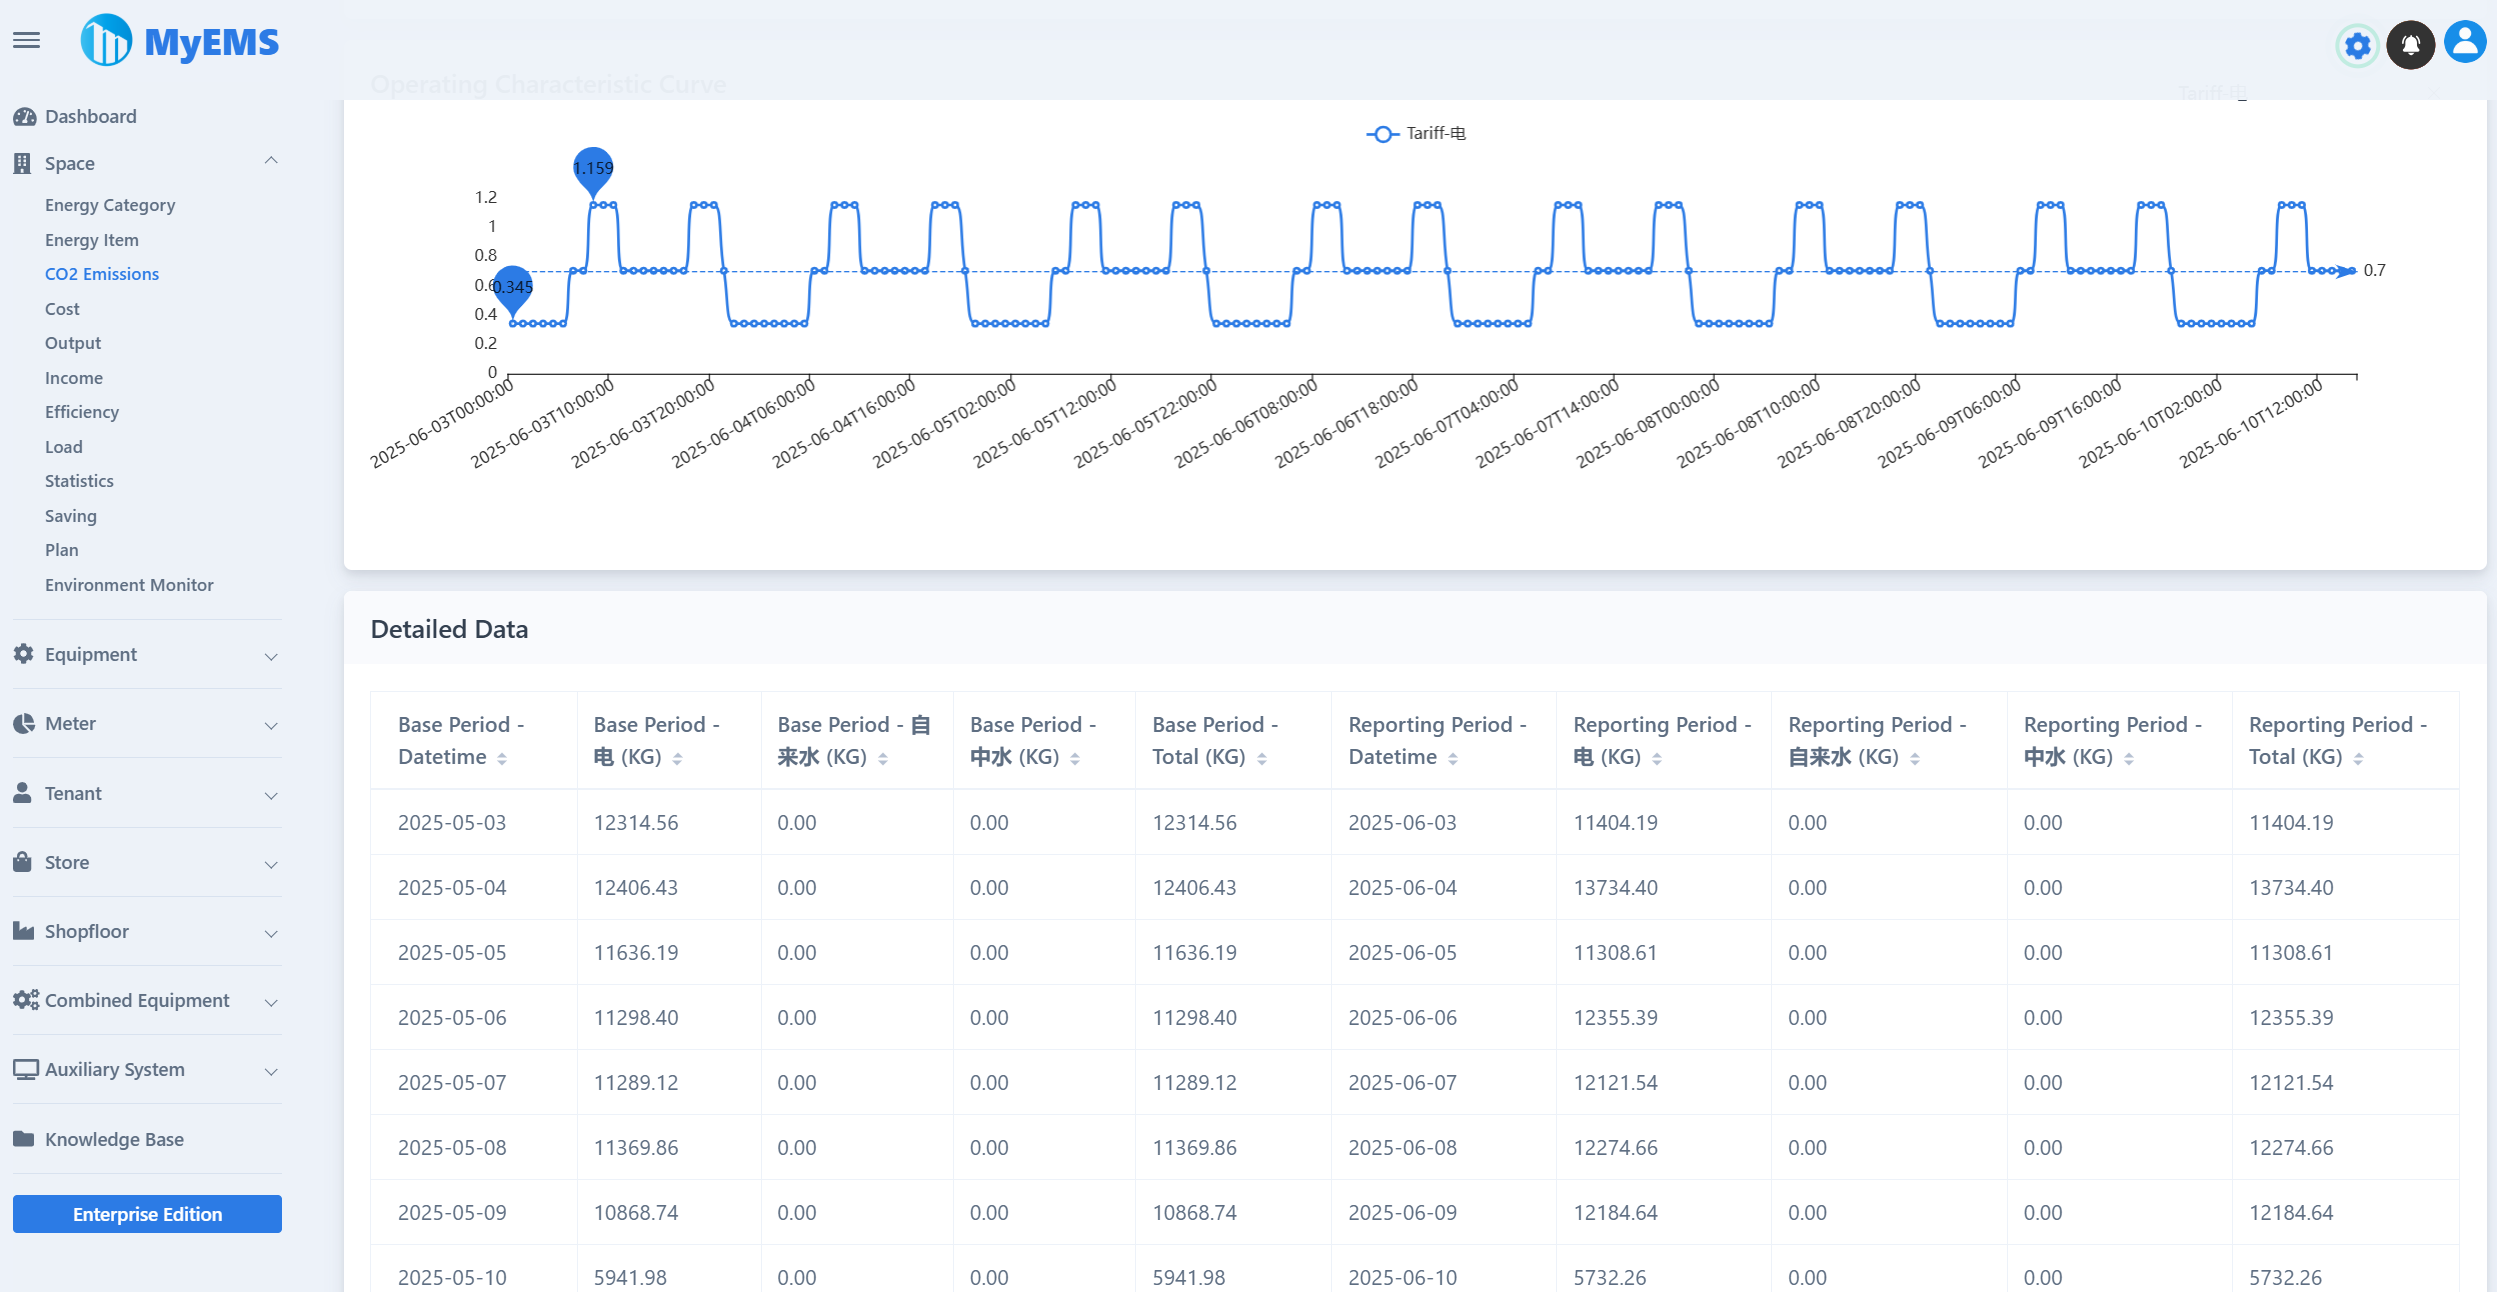 MyEMS
Operating Characteristic Curve
Tariff-电
Dashboard
Space
Energy Category
Energy Item
CO2 Emissions
Cost
Output
Income
Efficiency
Load
Statistics
Saving
Plan
Environment Monitor
Equipment
Meter
Tenant
Store
Shopfloor
Combined Equipment
Auxiliary System
Knowledge Base
Enterprise Edition
Tariff-电
1.159
0.345
0.7
1.2
1
0.8
0.6
0.4
0.2
0
2025-06-03T00:00:00
2025-06-03T10:00:00
2025-06-03T20:00:00
2025-06-04T06:00:00
2025-06-04T16:00:00
2025-06-05T02:00:00
2025-06-05T12:00:00
2025-06-05T22:00:00
2025-06-06T08:00:00
2025-06-06T18:00:00
2025-06-07T04:00:00
2025-06-07T14:00:00
2025-06-08T00:00:00
2025-06-08T10:00:00
2025-06-08T20:00:00
2025-06-09T06:00:00
2025-06-09T16:00:00
2025-06-10T02:00:00
2025-06-10T12:00:00
Detailed Data
Base Period - Datetime
Base Period - 电 (KG)
Base Period - 自来水 (KG)
Base Period - 中水 (KG)
Base Period - Total (KG)
Reporting Period - Datetime
Reporting Period - 电 (KG)
Reporting Period - 自来水 (KG)
Reporting Period - 中水 (KG)
Reporting Period - Total (KG)
2025-05-03 12314.56 0.00 0.00 12314.56 2025-06-03 11404.19 0.00 0.00 11404.19
2025-05-04 12406.43 0.00 0.00 12406.43 2025-06-04 13734.40 0.00 0.00 13734.40
2025-05-05 11636.19 0.00 0.00 11636.19 2025-06-05 11308.61 0.00 0.00 11308.61
2025-05-06 11298.40 0.00 0.00 11298.40 2025-06-06 12355.39 0.00 0.00 12355.39
2025-05-07 11289.12 0.00 0.00 11289.12 2025-06-07 12121.54 0.00 0.00 12121.54
2025-05-08 11369.86 0.00 0.00 11369.86 2025-06-08 12274.66 0.00 0.00 12274.66
2025-05-09 10868.74 0.00 0.00 10868.74 2025-06-09 12184.64 0.00 0.00 12184.64
2025-05-10 5941.98 0.00 0.00 5941.98 2025-06-10 5732.26 0.00 0.00 5732.26